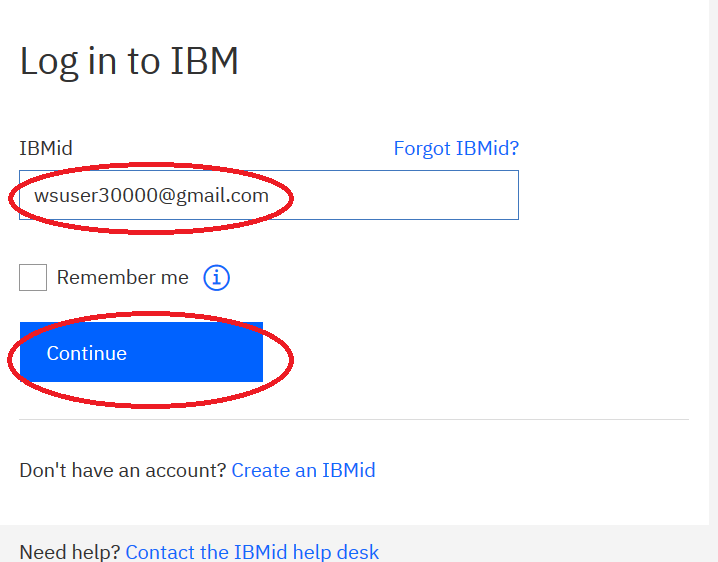 Log in to IBM
IBMid Forgot IBMid?
wsuser30000@gmail.com
Remember me
Continue
Don't have an account? Create an IBMid
Need help? Contact the IBMid help desk